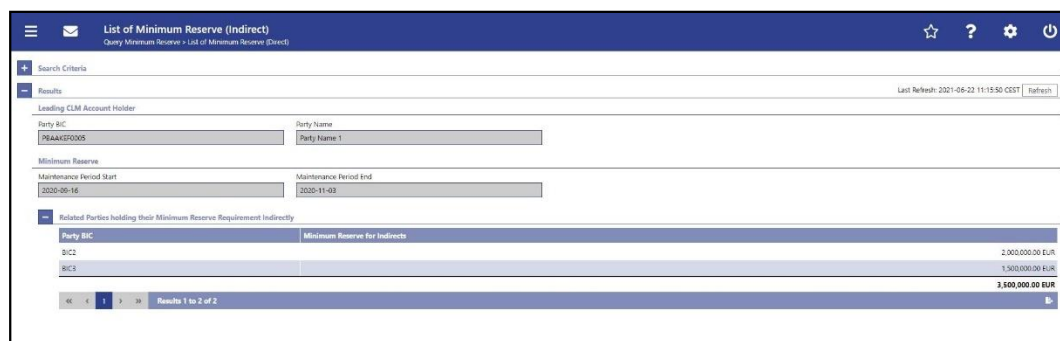 List of Minimum Reserve (Indirect)
Query Minimum Reserve > List of Minimum Reserve (Direct)
Search Criteria
Results
Last Refresh: 2021-06-22 11:15:50 CEST Refresh
Leading CLM Account Holder
Party BIC Party Name
PBAAKEF0005 Party Name 1
Minimum Reserve
Maintenance Period Start Maintenance Period End
2020-09-16 2020-11-03
Related Parties holding their Minimum Reserve Requirement Indirectly
Party BIC Minimum Reserve for Indirects
BIC2 2,000,000.00 EUR
BIC3 1,500,000.00 EUR
3,500,000.00 EUR
« ‹ 1 › » Results 1 to 2 of 2